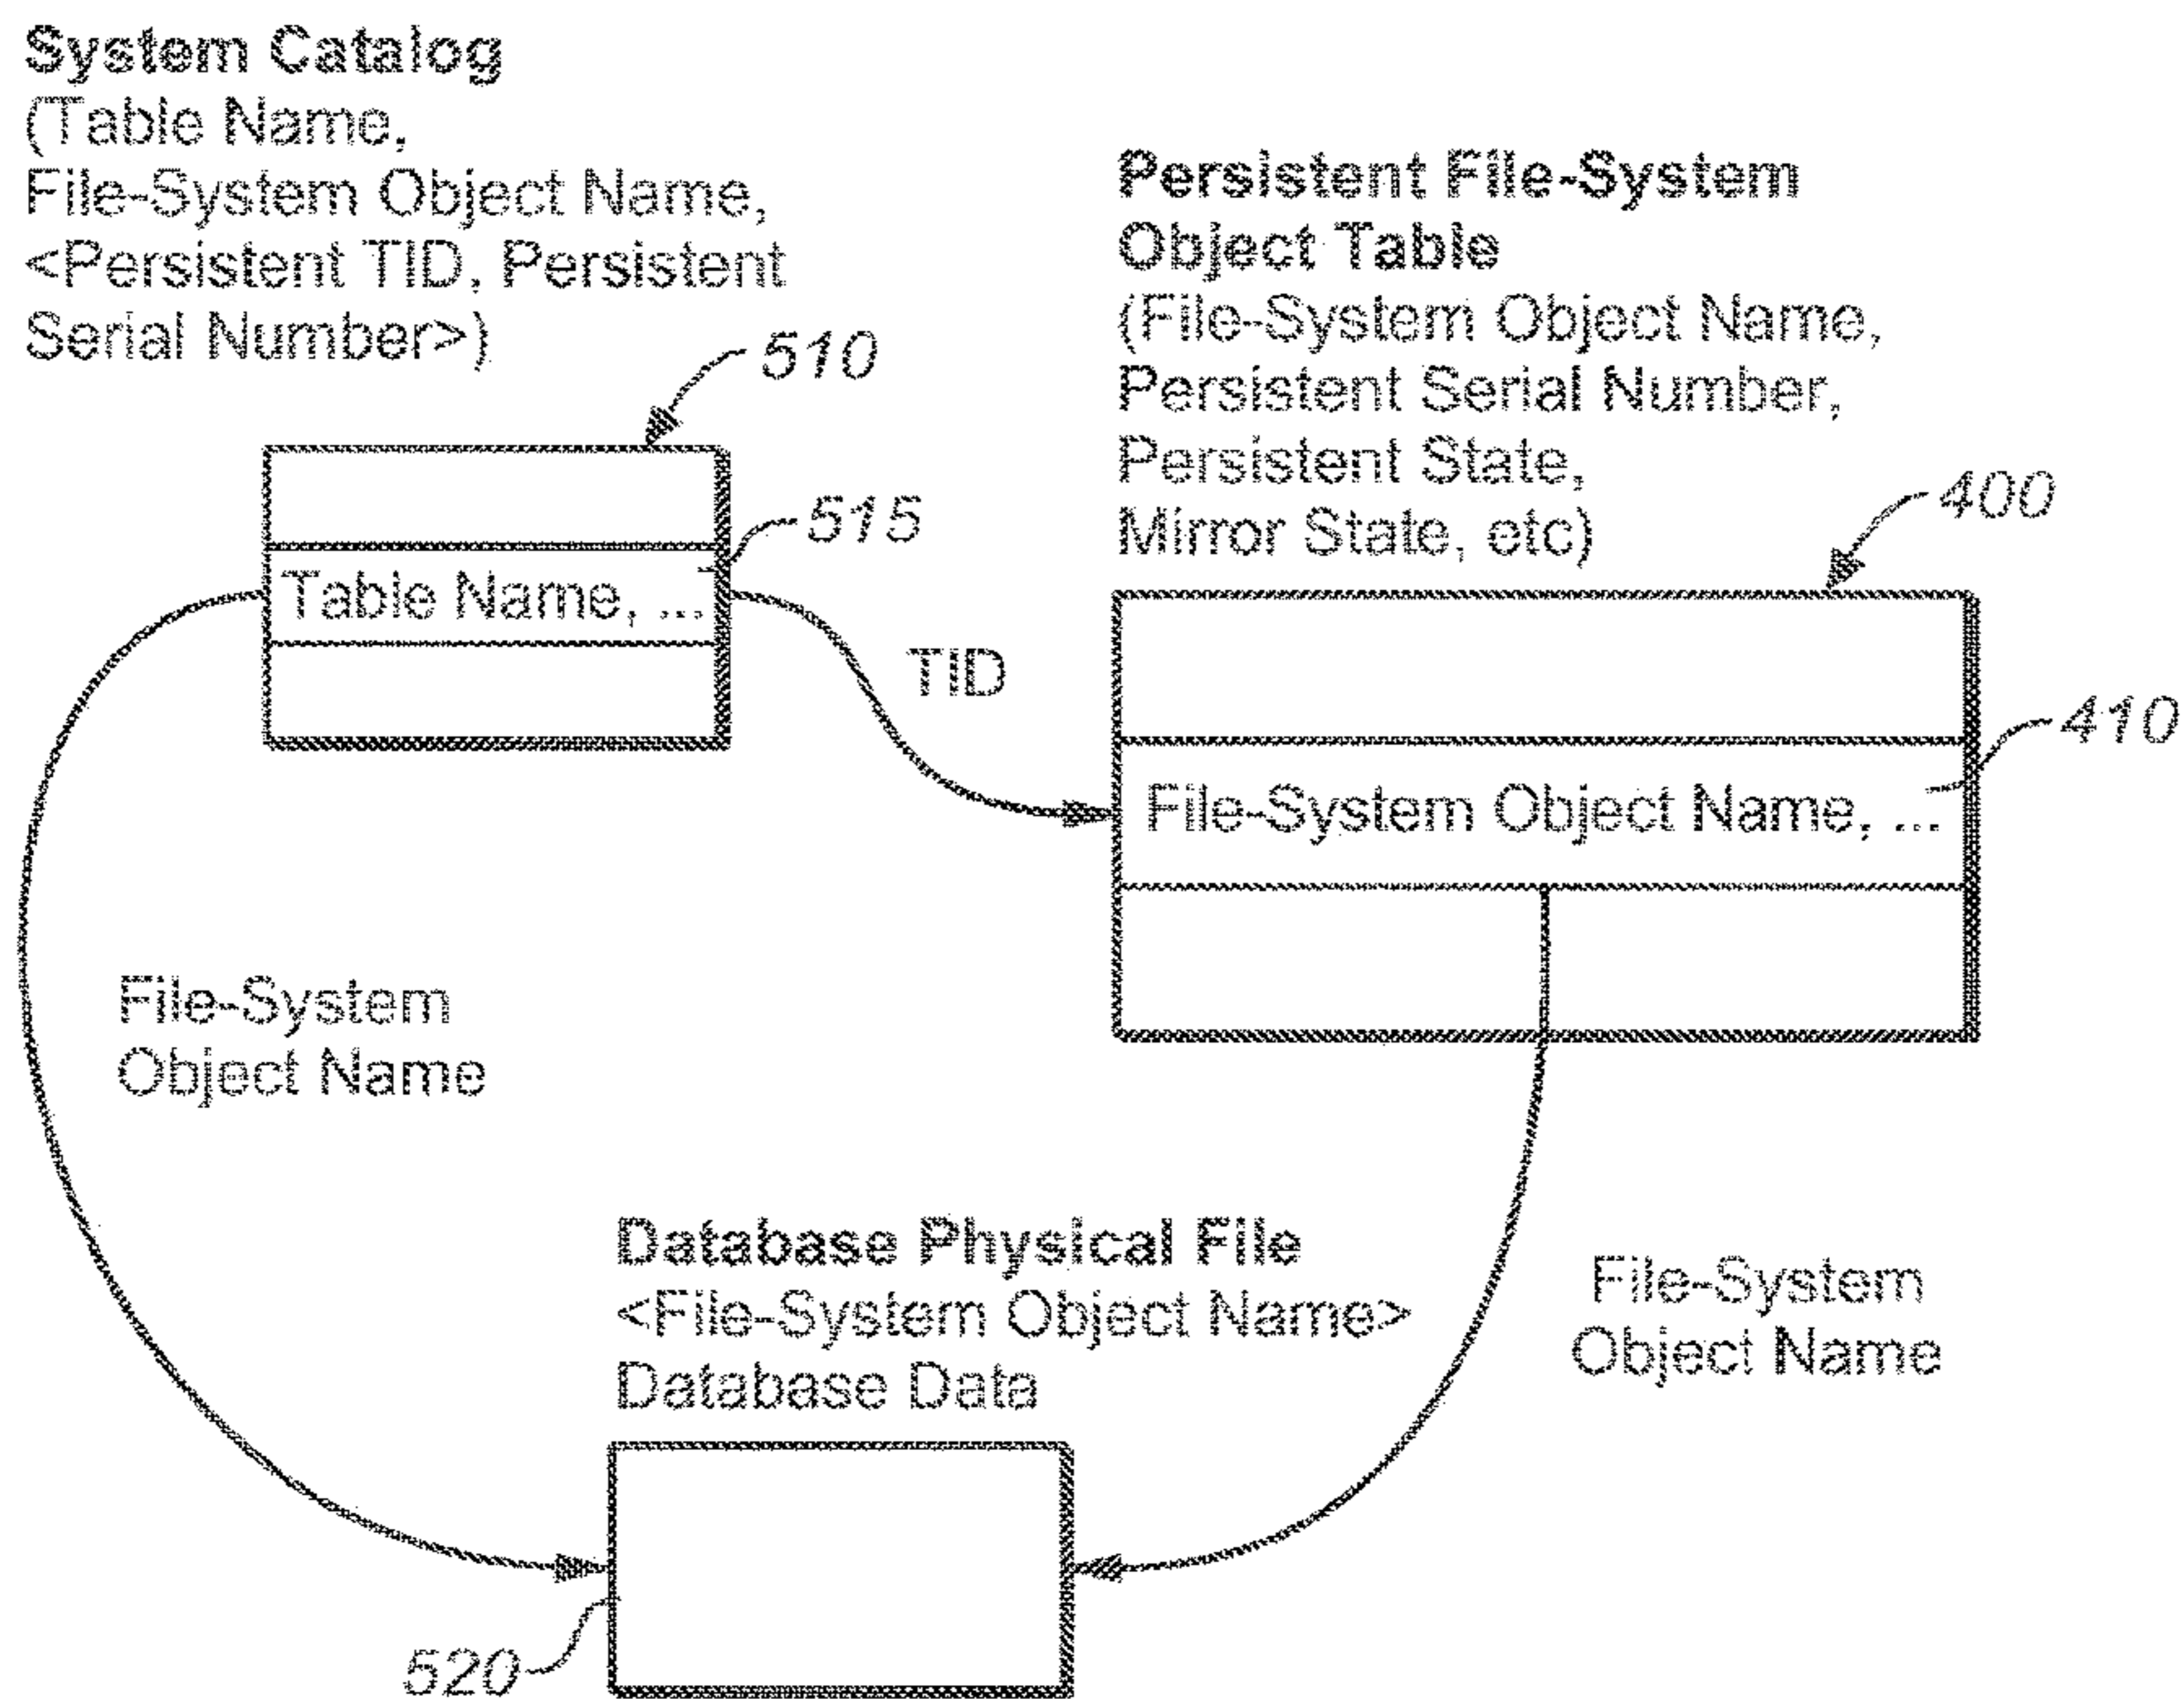 System Catalog
(Table Name,
File-System Object Name,
<Persistent TID, Persistent
Serial Number>)
510
515
Table Name, ...
TID
Persistent File-System
Object Table
(File-System Object Name,
Persistent Serial Number,
Persistent State,
Mirror State, etc)
400
410
File-System Object Name, ...
File-System
Object Name
Database Physical File
<File-System Object Name>
Database Data
520
File-System
Object Name